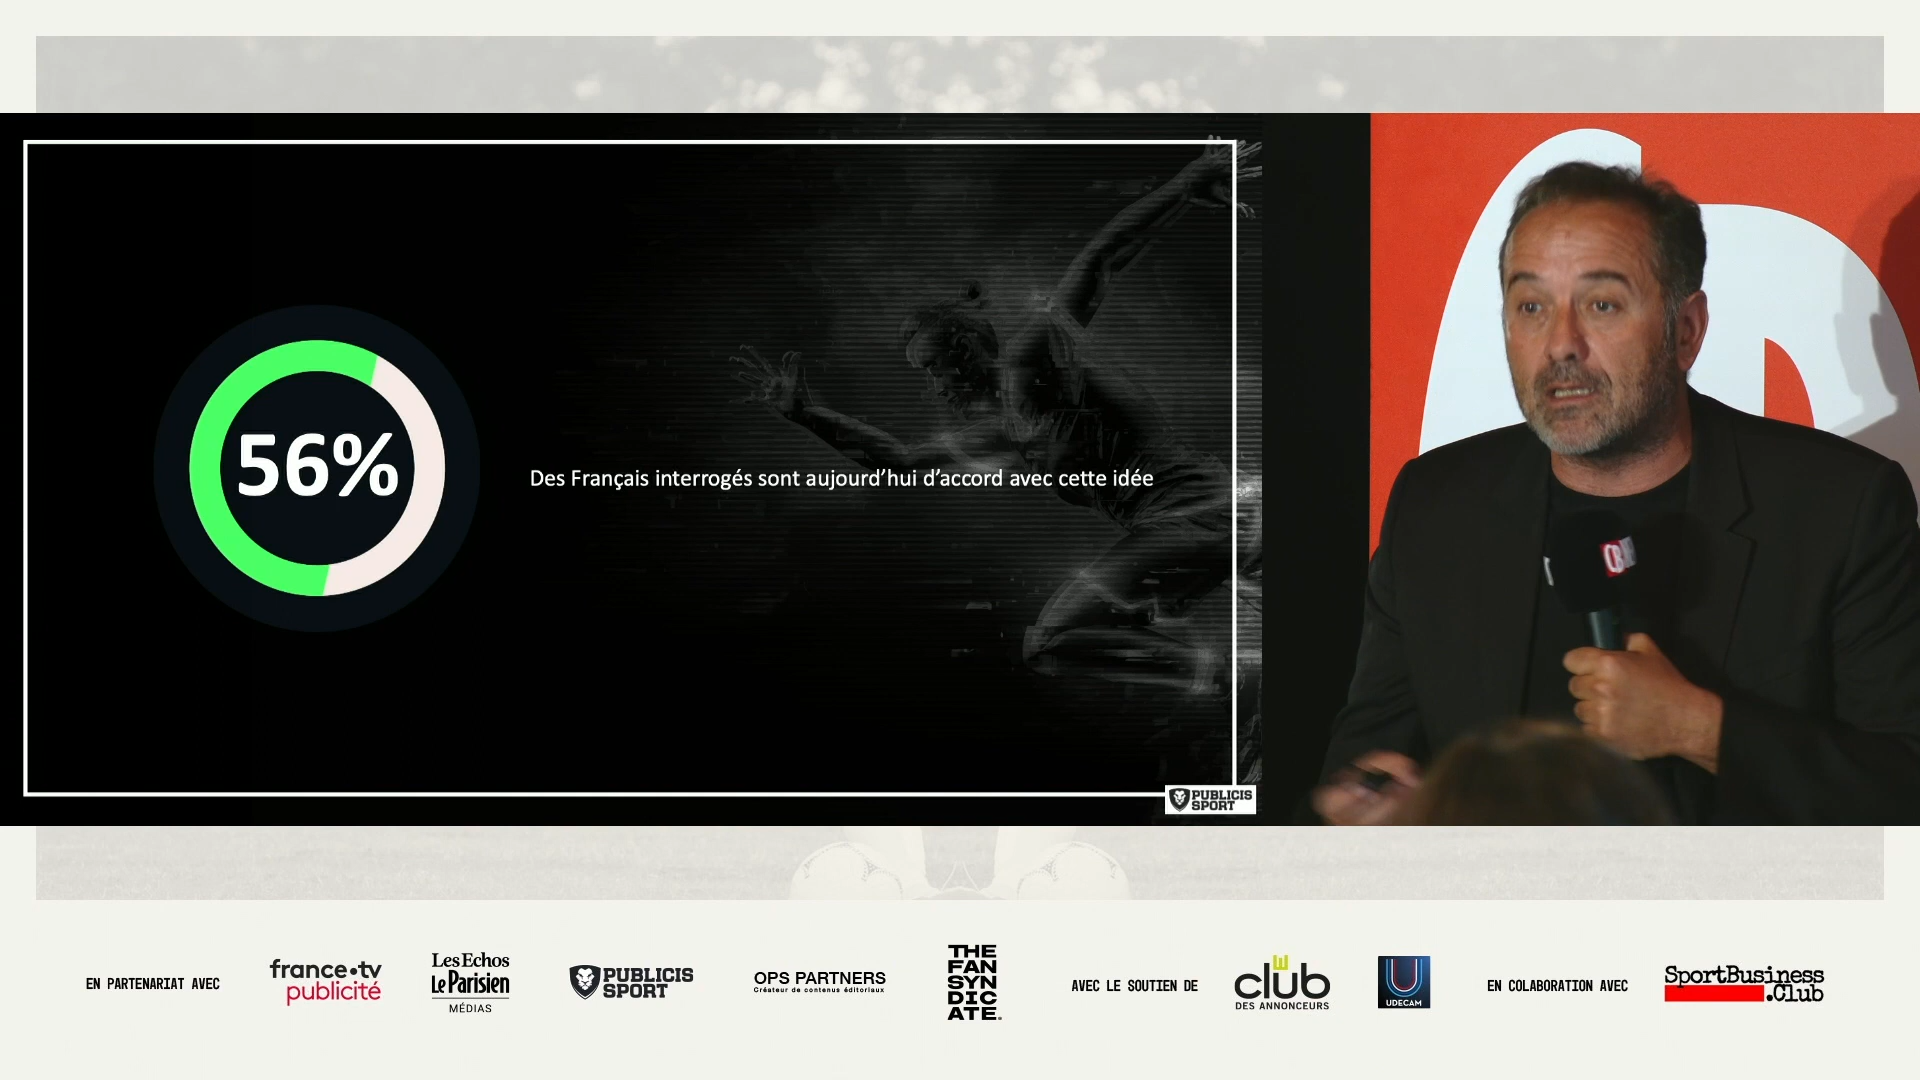 56%
Des Français interrogés sont aujourd’hui d’accord avec cette idée
PUBLICIS
SPORT
EN PARTENARIAT AVEC
france•tv
publicité
Les Echos
Le Parisien
MÉDIAS
PUBLICIS
SPORT
OPS PARTNERS
Créateur de contenus éditoriaux
THE
FAN
SYN
DIC
ATE.
AVEC LE SOUTIEN DE
club
DES ANNONCEURS
UDECAM
EN COLABORATION AVEC
SportBusiness
.Club